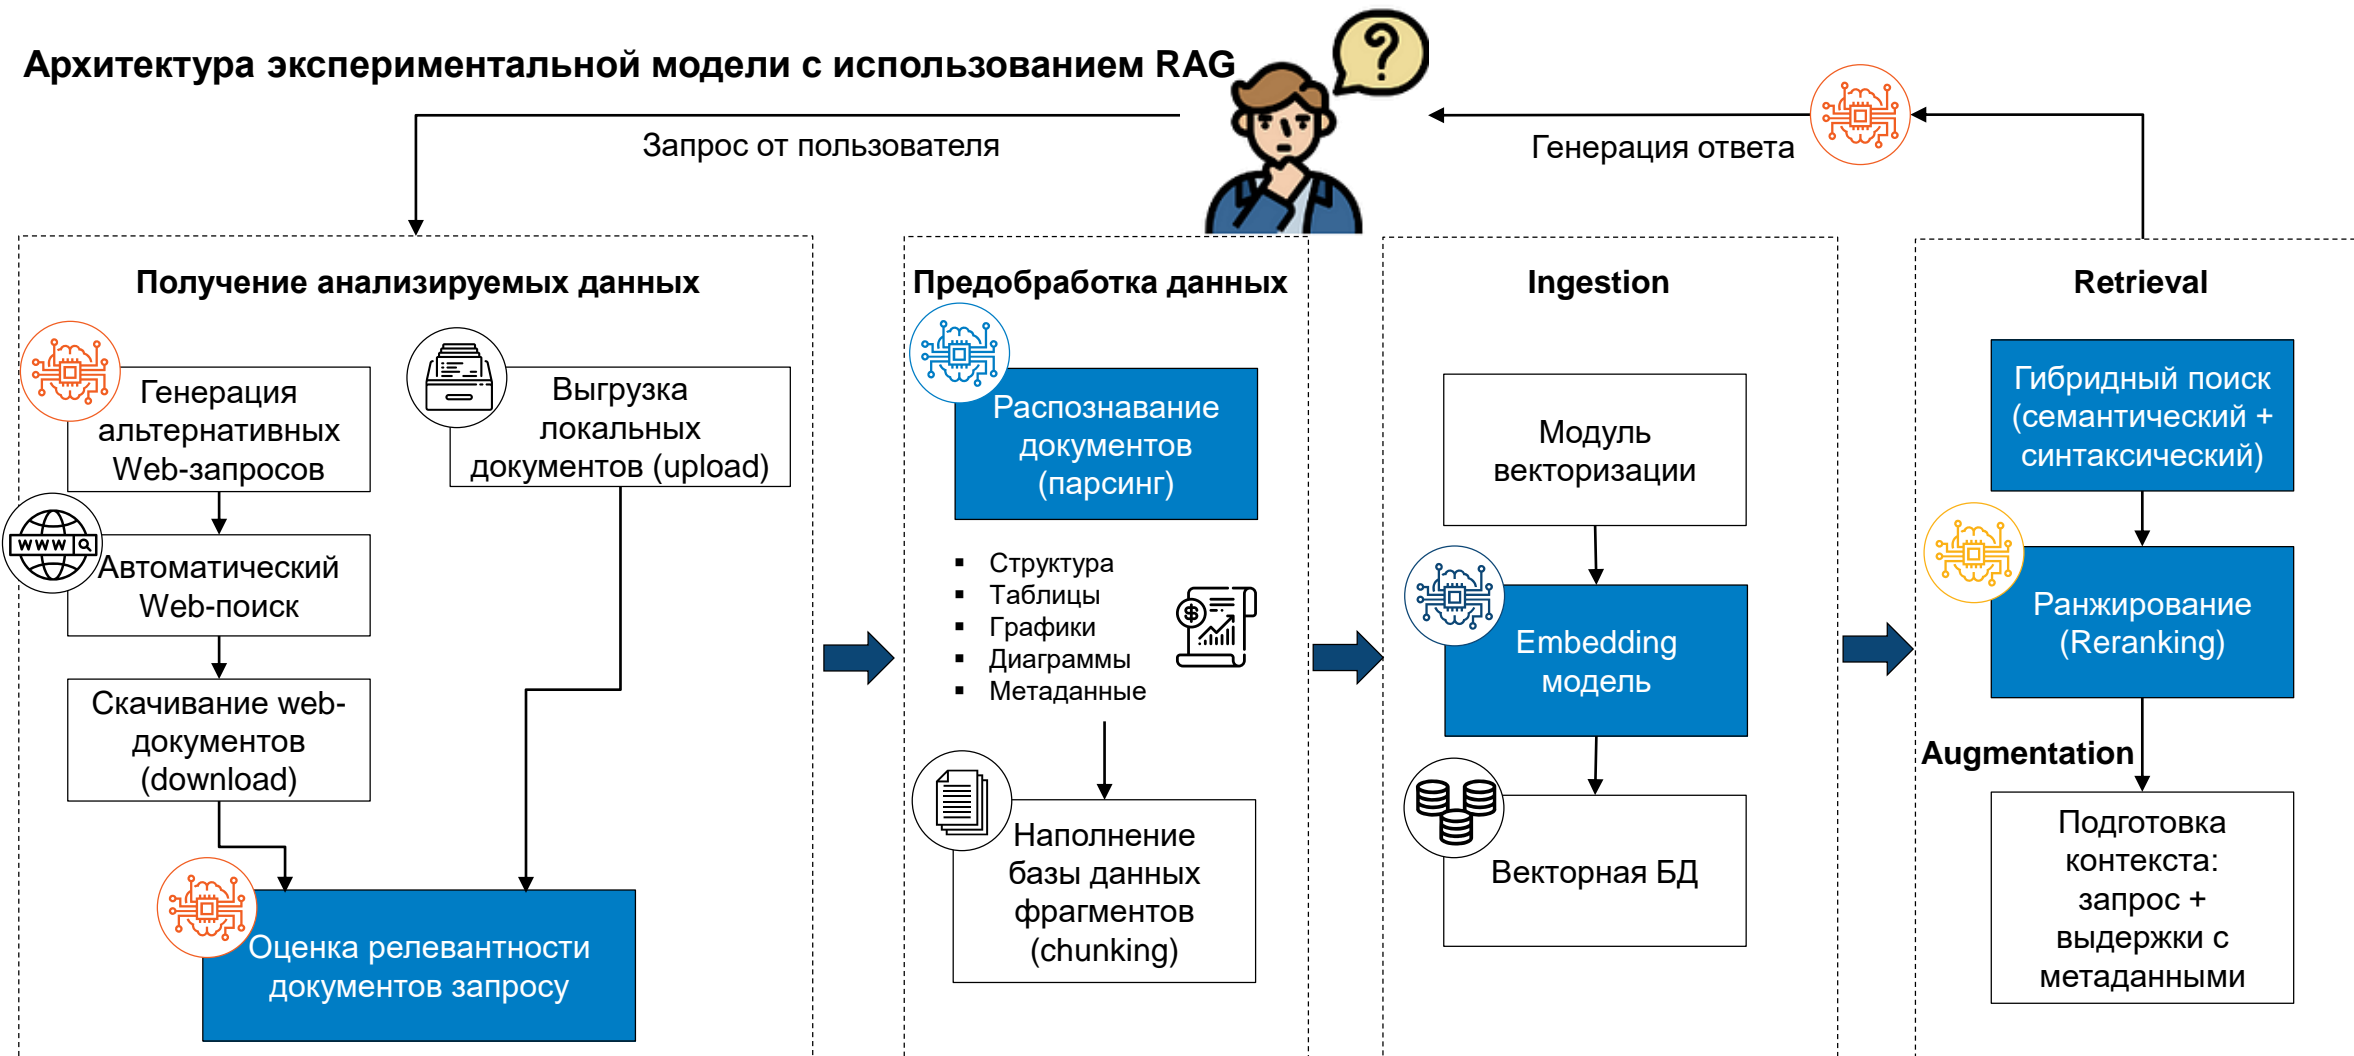 Архитектура экспериментальной модели с использованием RAG
?
Запрос от пользователя
Генерация ответа
Получение анализируемых данных
Генерация
альтернативных
Web-запросов
Выгрузка
локальных
документов (upload)
WWW
Автоматический
Web-поиск
Скачивание web-
документов
(download)
Оценка релевантности
документов запросу
Предобработка данных
Распознавание
документов
(парсинг)
Структура
Таблицы
Графики
Диаграммы
Метаданные
$
Наполнение
базы данных
фрагментов
(chunking)
Ingestion
Модуль
векторизации
Embedding
модель
Векторная БД
Retrieval
Гибридный поиск
(семантический +
синтаксический)
Ранжирование
(Reranking)
Augmentation
Подготовка
контекста:
запрос +
выдержки с
метаданными